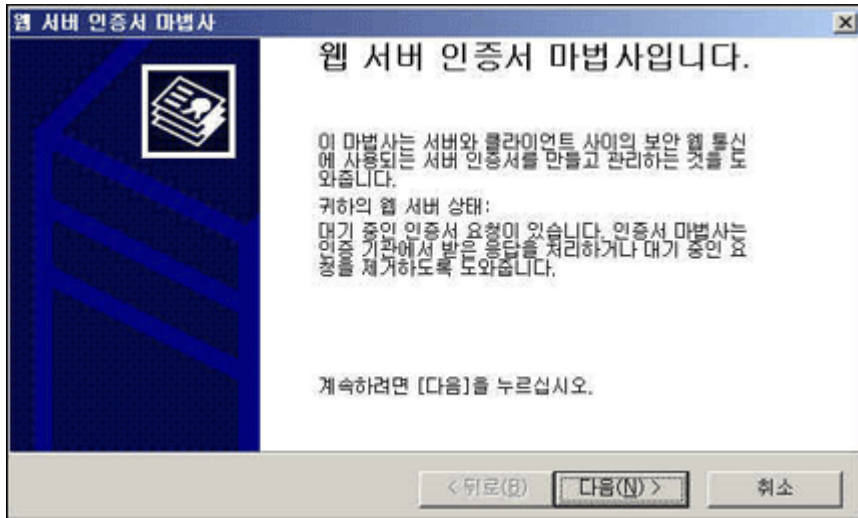 웹 서버 인증서 마법사
웹 서버 인증서 마법사입니다.
이 마법사는 서버와 클라이언트 사이의 보안 웹 통신
에 사용되는 서버 인증서를 만들고 관리하는 것을 도
와줍니다.
귀하의 웹 서버 상태:
대기 중인 인증서 요청이 있습니다. 인증서 마법사는
인증 기관에서 받은 응답을 처리하거나 대기 중인 요
청을 제거하도록 도와줍니다.
계속하려면 [다음]을 누르십시오.
< 뒤로(B) 다음(N) > 취소